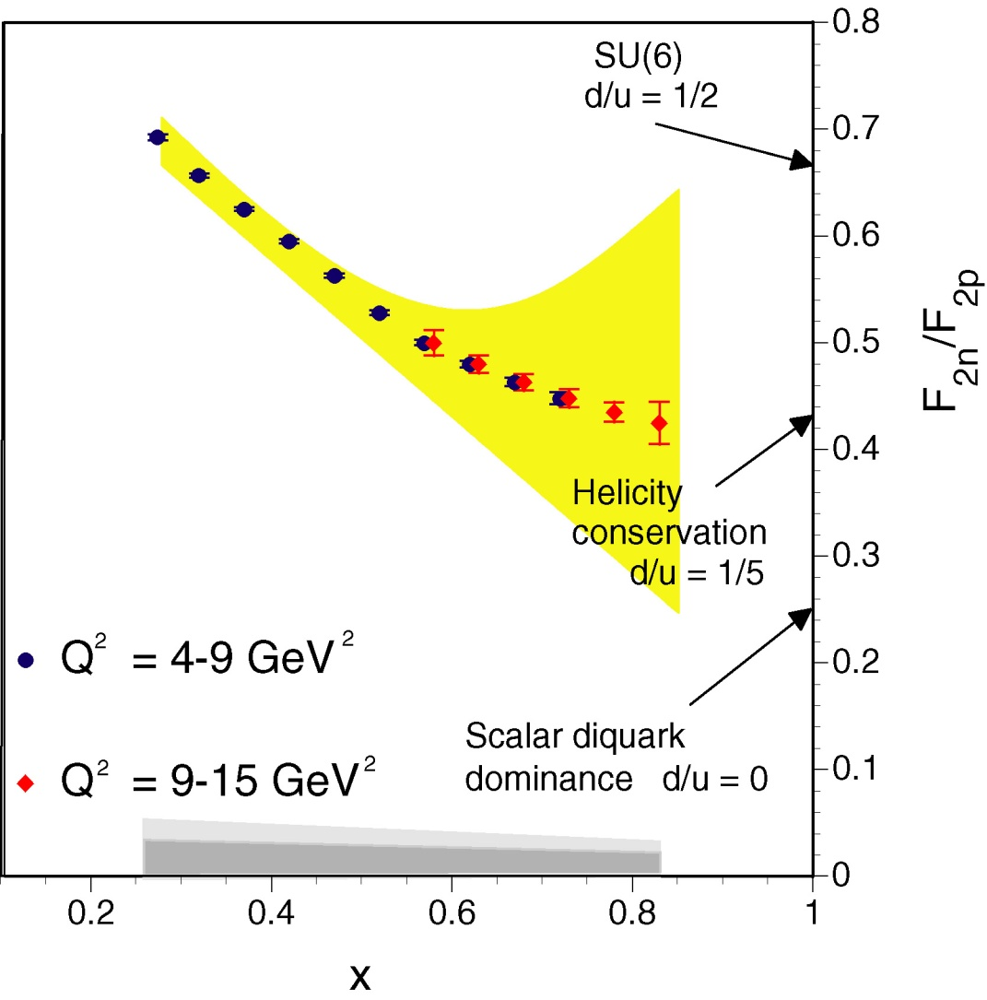 SU(6)
d/u = 1/2
Helicity
conservation
d/u = 1/5
Scalar diquark
dominance d/u = 0
Q² = 4-9 GeV²
Q² = 9-15 GeV²
0.8
0.7
0.6
0.5
0.4
0.3
0.2
0.1
0
F2n/F2p
0.2 0.4 0.6 0.8 1
x